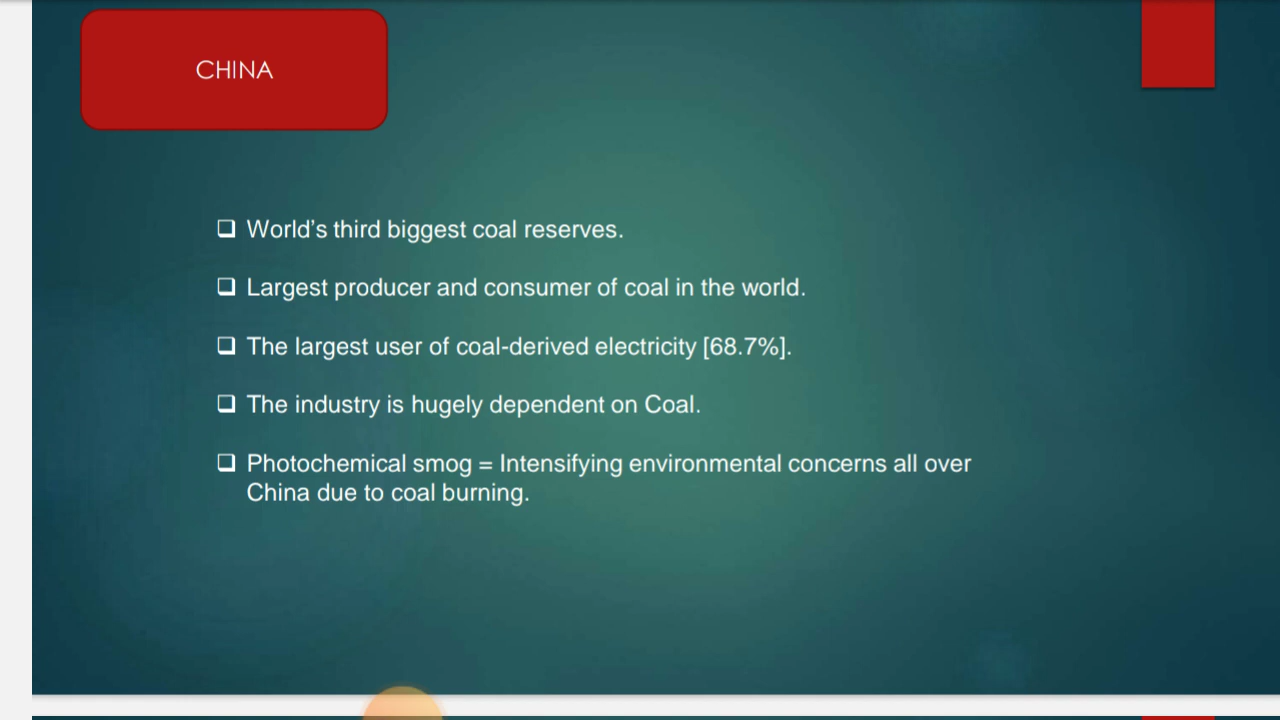 CHINA
❑ World’s third biggest coal reserves.
❑ Largest producer and consumer of coal in the world.
❑ The largest user of coal-derived electricity [68.7%].
❑ The industry is hugely dependent on Coal.
❑ Photochemical smog = Intensifying environmental concerns all over
China due to coal burning.